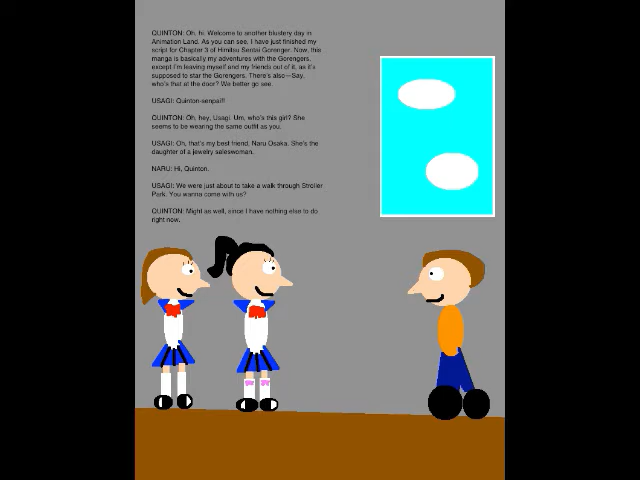 QUINTON: Oh, hi. Welcome to another blustery day in
Animation Land. As you can see, I have just finished my
script for Chapter 3 of Himitsu Sentai Gorenger. Now, this
manga is basically my adventures with the Gorengers,
except I'm leaving myself and my friends out of it, as it's
supposed to star the Gorengers. There's also—Say,
who's that at the door? We better go see.
USAGI: Quinton-senpai!!
QUINTON: Oh, hey, Usagi. Um, who's this girl? She
seems to be wearing the same outfit as you.
USAGI: Oh, that's my best friend, Naru Osaka. She's the
daughter of a jewelry saleswoman.
NARU: Hi, Quinton.
USAGI: We were just about to take a walk through Stroller
Park. You wanna come with us?
QUINTON: Might as well, since I have nothing else to do
right now.